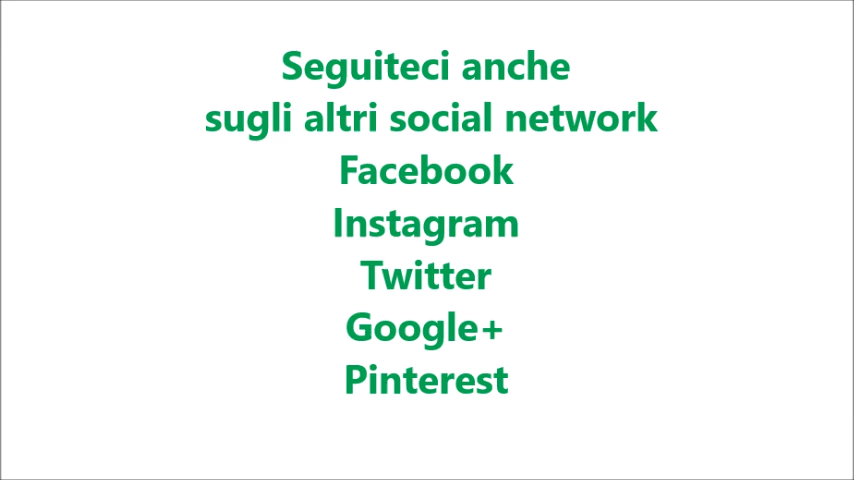 Seguiteci anche
sugli altri social network
Facebook
Instagram
Twitter
Google+
Pinterest